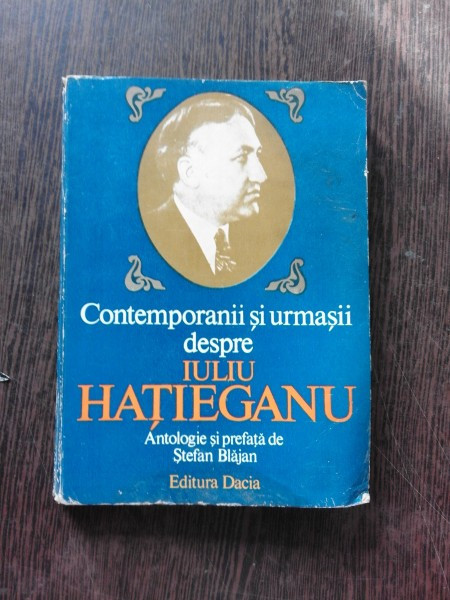 Contemporanii și urmașii
despre
IULIU
HAȚIEGANU
Antologie și prefață de
Ștefan Blăjan
Editura Dacia